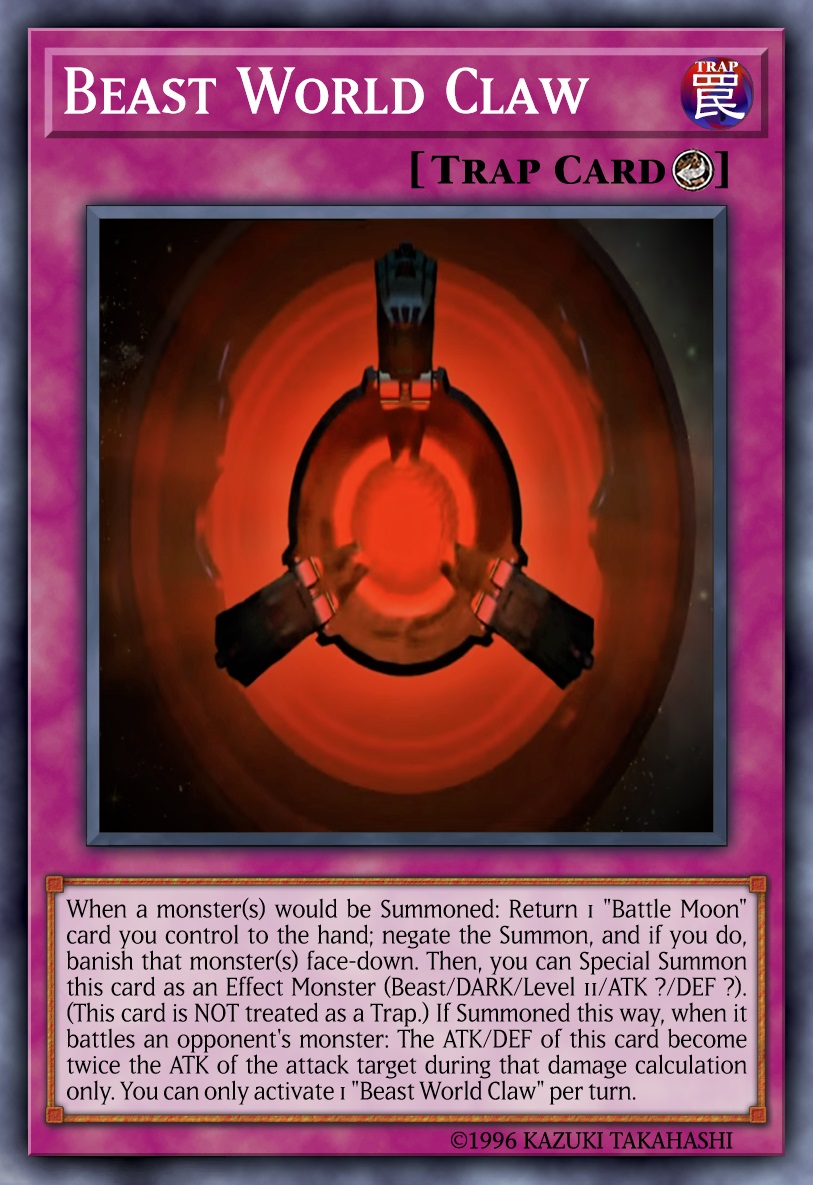 BEAST WORLD CLAW
TRAP
罠
[TRAP CARD]
When a monster(s) would be Summoned: Return 1 "Battle Moon"
card you control to the hand; negate the Summon, and if you do,
banish that monster(s) face-down. Then, you can Special Summon
this card as an Effect Monster (Beast/DARK/Level 11/ATK ?/DEF ?).
(This card is NOT treated as a Trap.) If Summoned this way, when it
battles an opponent's monster: The ATK/DEF of this card become
twice the ATK of the attack target during that damage calculation
only. You can only activate 1 "Beast World Claw" per turn.
©1996 KAZUKI TAKAHASHI